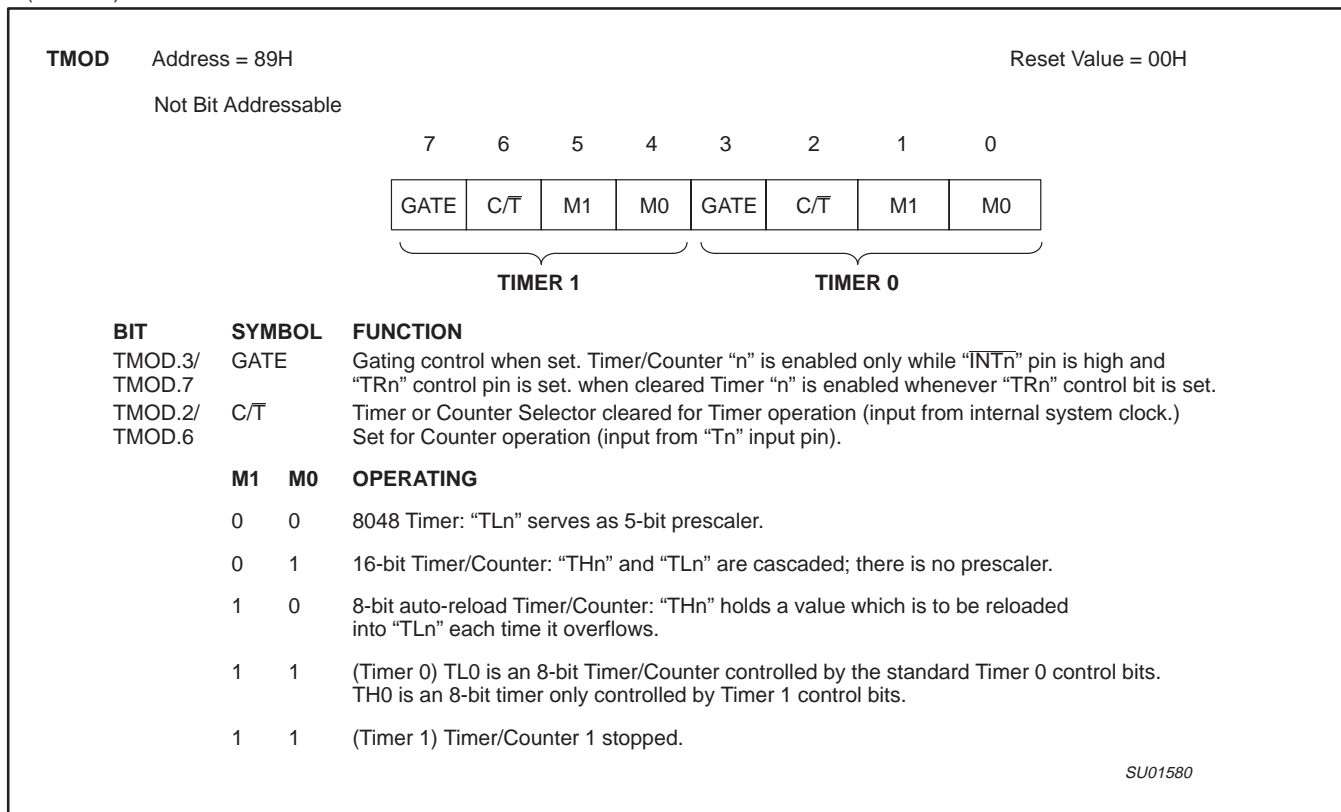 TMOD Address = 89H Reset Value = 00H
Not Bit Addressable
7 6 5 4 3 2 1 0
GATE C/T̅ M1 M0 GATE C/T̅ M1 M0
TIMER 1 TIMER 0
BIT SYMBOL FUNCTION
TMOD.3/ GATE Gating control when set. Timer/Counter “n” is enabled only while “I̅N̅T̅n̅” pin is high and
TMOD.7 “TRn” control pin is set. when cleared Timer “n” is enabled whenever “TRn” control bit is set.
TMOD.2/ C/T̅ Timer or Counter Selector cleared for Timer operation (input from internal system clock.)
TMOD.6 Set for Counter operation (input from “Tn” input pin).
M1 M0 OPERATING
0 0 8048 Timer: “TLn” serves as 5-bit prescaler.
0 1 16-bit Timer/Counter: “THn” and “TLn” are cascaded; there is no prescaler.
1 0 8-bit auto-reload Timer/Counter: “THn” holds a value which is to be reloaded
into “TLn” each time it overflows.
1 1 (Timer 0) TL0 is an 8-bit Timer/Counter controlled by the standard Timer 0 control bits.
TH0 is an 8-bit timer only controlled by Timer 1 control bits.
1 1 (Timer 1) Timer/Counter 1 stopped.
SU01580